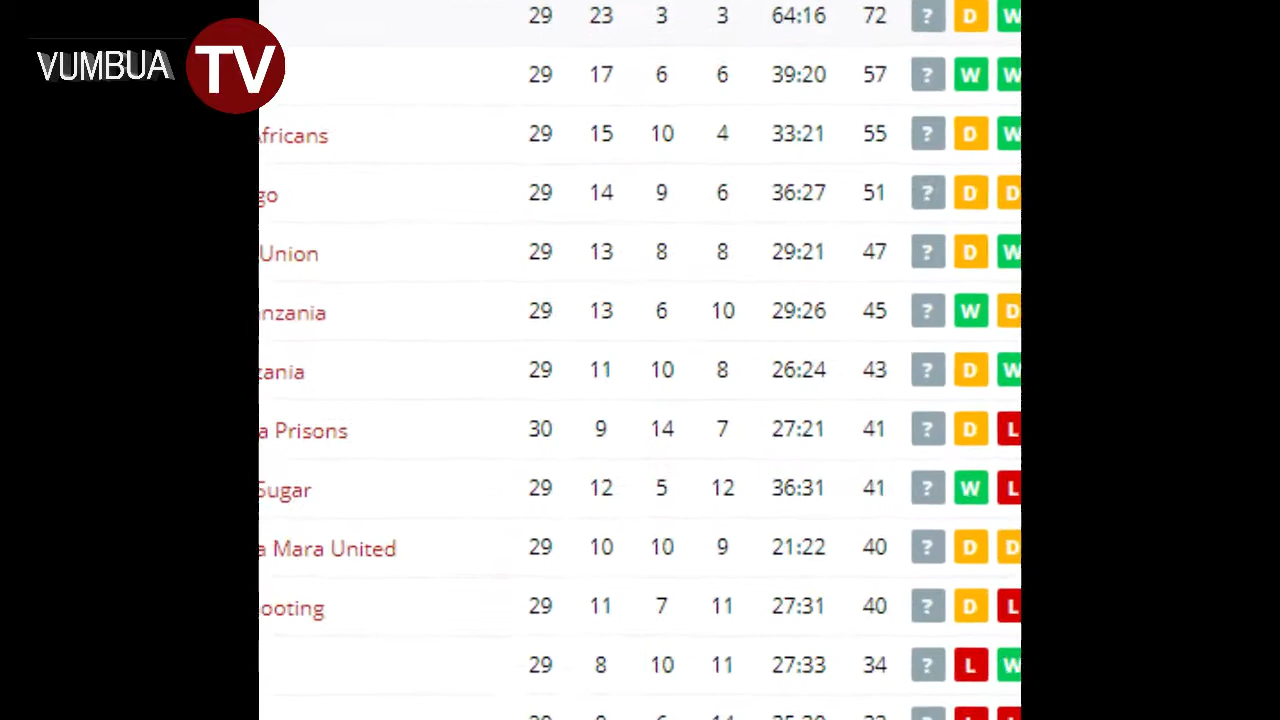 VUMBUA TV
29 23 3 3 64:16 72 ? D W
29 17 6 6 39:20 57 ? W W
Africans 29 15 10 4 33:21 55 ? D W
go 29 14 9 6 36:27 51 ? D D
Union 29 13 8 8 29:21 47 ? D W
anzania 29 13 6 10 29:26 45 ? W D
tania 29 11 10 8 26:24 43 ? D W
a Prisons 30 9 14 7 27:21 41 ? D L
Sugar 29 12 5 12 36:31 41 ? W L
a Mara United 29 10 10 9 21:22 40 ? D D
ooting 29 11 7 11 27:31 40 ? D L
29 8 10 11 27:33 34 ? L W